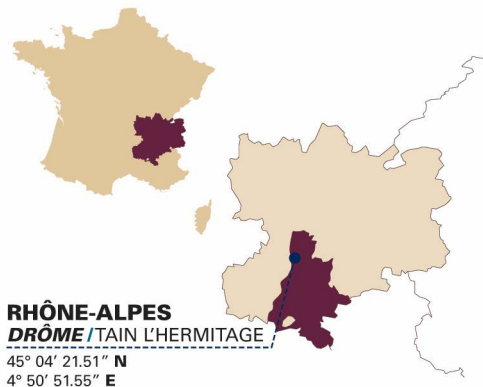 RHÔNE-ALPES
DRÔME / TAIN L’HERMITAGE
45° 04’ 21.51” N
4° 50’ 51.55” E